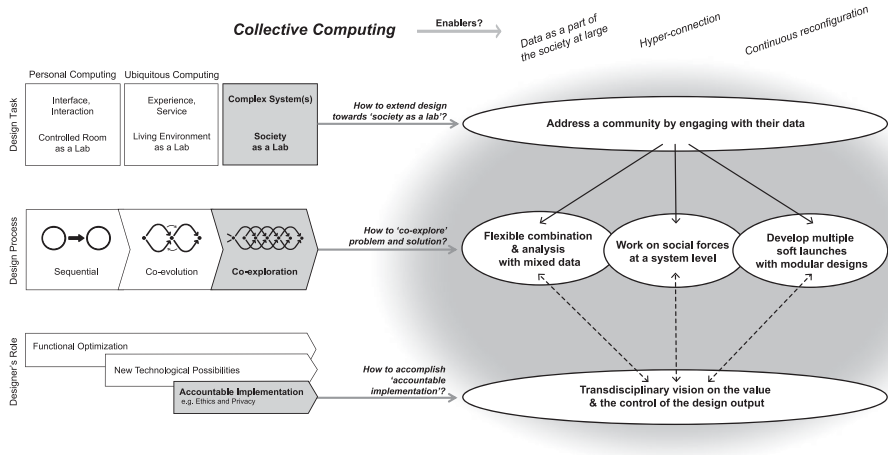 Collective Computing
Enablers?
Data as a part of
the society at large
Hyper-connection
Continuous reconfiguration
Personal Computing
Ubiquitous Computing
Design Task
Interface,
Interaction
Controlled Room
as a Lab
Experience,
Service
Living Environment
as a Lab
Complex System(s)
Society
as a Lab
How to extend design
towards ‘society as a lab’?
Address a community by engaging with their data
Design Process
Sequential
Co-evolution
Co-exploration
How to ‘co-explore’
problem and solution?
Flexible combination
& analysis
with mixed data
Work on social forces
at a system level
Develop multiple
soft launches
with modular designs
Designer's Role
Functional Optimization
New Technological Possibilities
Accountable Implementation
e.g. Ethics and Privacy
How to accomplish
‘accountable
implementation’?
Transdisciplinary vision on the value
& the control of the design output